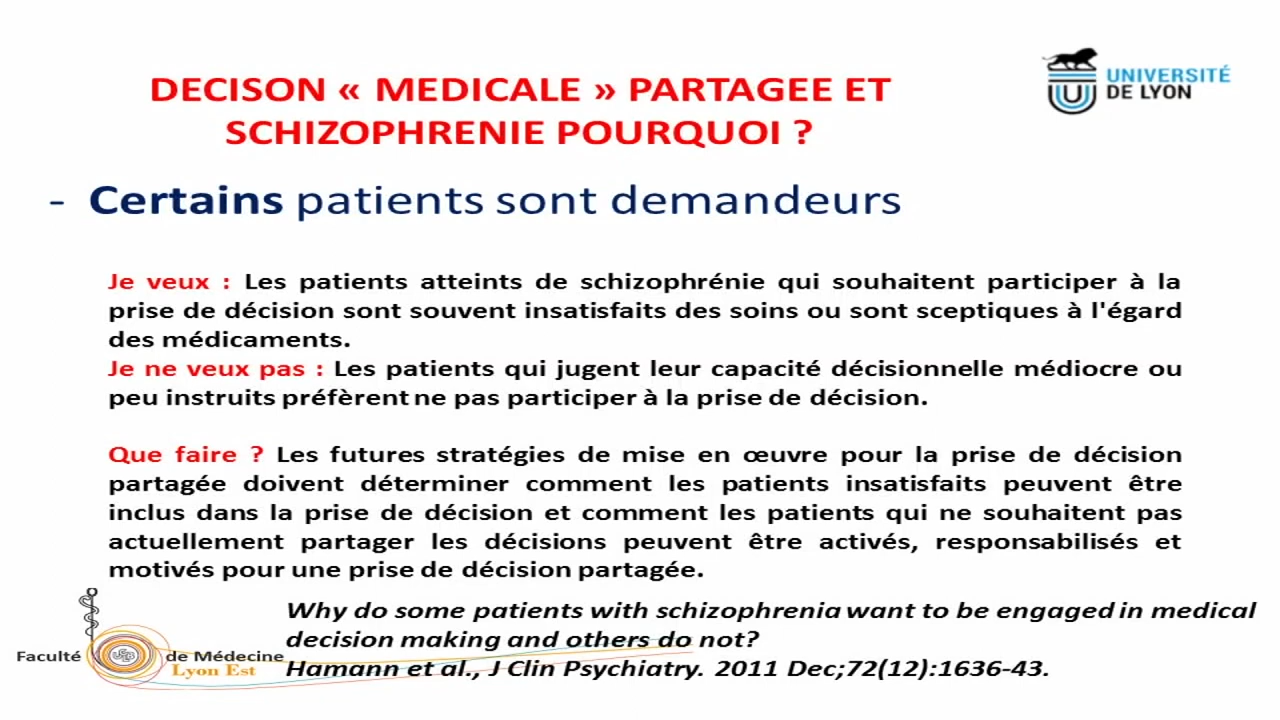 DECISON « MEDICALE » PARTAGEE ET
SCHIZOPHRENIE POURQUOI ?
UNIVERSITÉ
DE LYON
- Certains patients sont demandeurs
Je veux : Les patients atteints de schizophrénie qui souhaitent participer à la
prise de décision sont souvent insatisfaits des soins ou sont sceptiques à l'égard
des médicaments.
Je ne veux pas : Les patients qui jugent leur capacité décisionnelle médiocre ou
peu instruits préfèrent ne pas participer à la prise de décision.
Que faire ? Les futures stratégies de mise en œuvre pour la prise de décision
partagée doivent déterminer comment les patients insatisfaits peuvent être
inclus dans la prise de décision et comment les patients qui ne souhaitent pas
actuellement partager les décisions peuvent être activés, responsabilisés et
motivés pour une prise de décision partagée.
Why do some patients with schizophrenia want to be engaged in medical
decision making and others do not?
Hamann et al., J Clin Psychiatry. 2011 Dec;72(12):1636-43.
Faculté de Médecine
Lyon Est